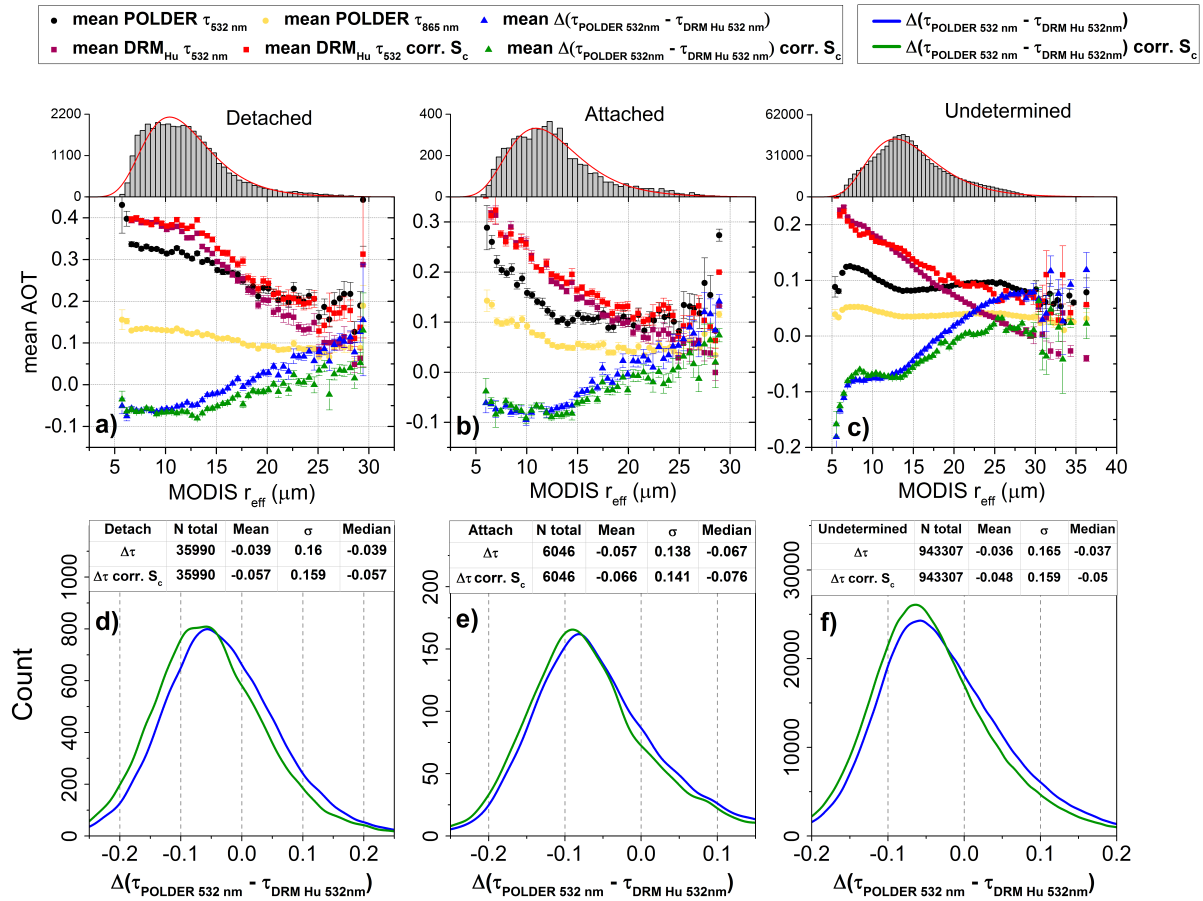 mean POLDER τ532 nm mean POLDER τ865 nm mean Δ(τPOLDER 532nm - τDRM Hu 532nm)
mean DRMHu τ532 nm mean DRMHu τ532 corr. Sc mean Δ(τPOLDER 532nm - τDRM Hu 532nm) corr. Sc
Δ(τPOLDER 532nm - τDRM Hu 532nm)
Δ(τPOLDER 532nm - τDRM Hu 532nm) corr. Sc
Detached
2200
1100
0
Attached
400
200
0
Undetermined
62000
31000
0
mean AOT
0.4
0.3
0.2
0.1
0.0
-0.1
a)
5 10 15 20 25 30
MODIS reff (μm)
0.3
0.2
0.1
0.0
-0.1
b)
5 10 15 20 25 30
MODIS reff (μm)
0.2
0.1
0.0
-0.1
-0.2
c)
5 10 15 20 25 30 35 40
MODIS reff (μm)
Detach N total Mean σ Median
Δτ 35990 -0.039 0.16 -0.039
Δτ corr. Sc 35990 -0.057 0.159 -0.057
Attach N total Mean σ Median
Δτ 6046 -0.057 0.138 -0.067
Δτ corr. Sc 6046 -0.066 0.141 -0.076
Undetermined N total Mean σ Median
Δτ 943307 -0.036 0.165 -0.037
Δτ corr. Sc 943307 -0.048 0.159 -0.05
Count
1000
800
600
400
200
0
d)
-0.2 -0.1 0.0 0.1 0.2
Δ(τPOLDER 532 nm - τDRM Hu 532nm)
200
150
100
50
0
e)
-0.2 -0.1 0.0 0.1
Δ(τPOLDER 532 nm - τDRM Hu 532nm)
30000
20000
10000
0
f)
-0.2 -0.1 0.0 0.1 0.2
Δ(τPOLDER 532 nm - τDRM Hu 532nm)